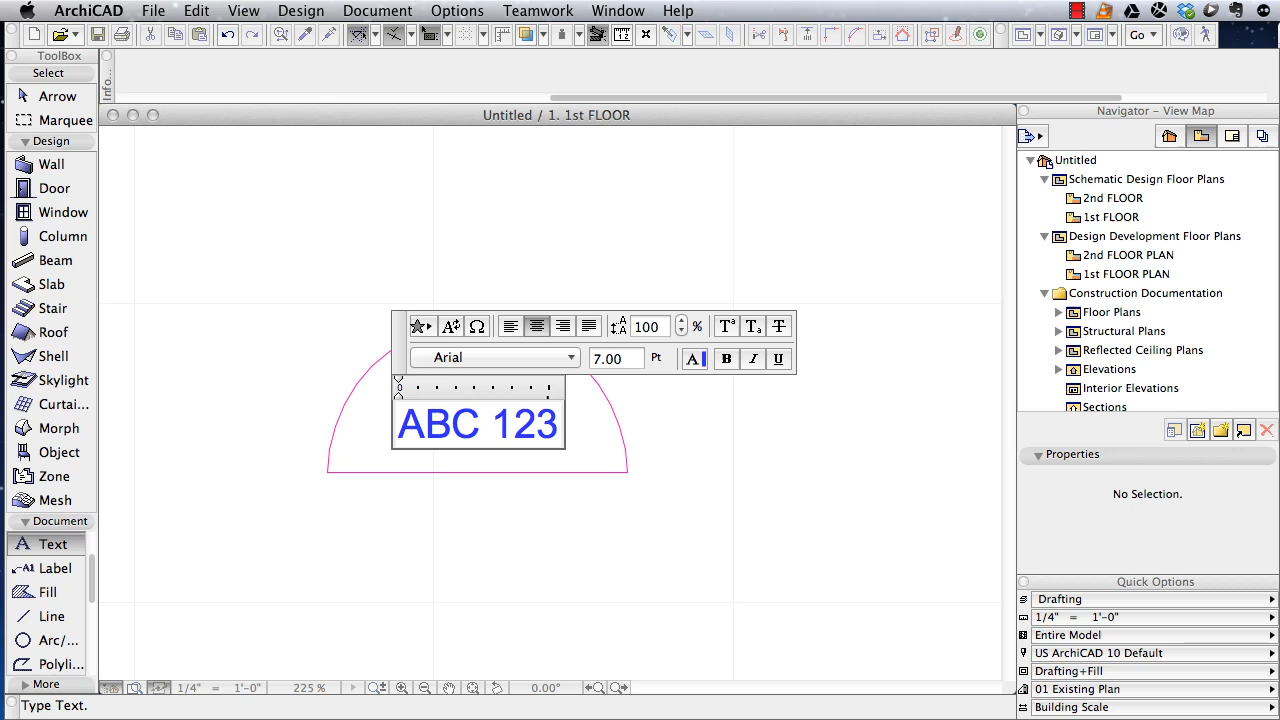 ArchiCAD File Edit View Design Document Options Teamwork Window Help
Go
ToolBox
Select
Arrow
Marquee
Design
Wall
Door
Window
Column
Beam
Slab
Stair
Roof
Shell
Skylight
Curtai...
Morph
Object
Zone
Mesh
Document
Text
Label
Fill
Line
Arc/...
Polyli...
More
Info...
Untitled / 1. 1st FLOOR
100 %
Arial 7.00 Pt A B I U
ABC 123
1/4" = 1'-0" 225 % 0.00°
Type Text.
Navigator - View Map
Untitled
Schematic Design Floor Plans
2nd FLOOR
1st FLOOR
Design Development Floor Plans
2nd FLOOR PLAN
1st FLOOR PLAN
Construction Documentation
Floor Plans
Structural Plans
Reflected Ceiling Plans
Elevations
Interior Elevations
Sections
Properties
No Selection.
Quick Options
Drafting
1/4" = 1'-0"
Entire Model
US ArchiCAD 10 Default
Drafting+Fill
01 Existing Plan
Building Scale